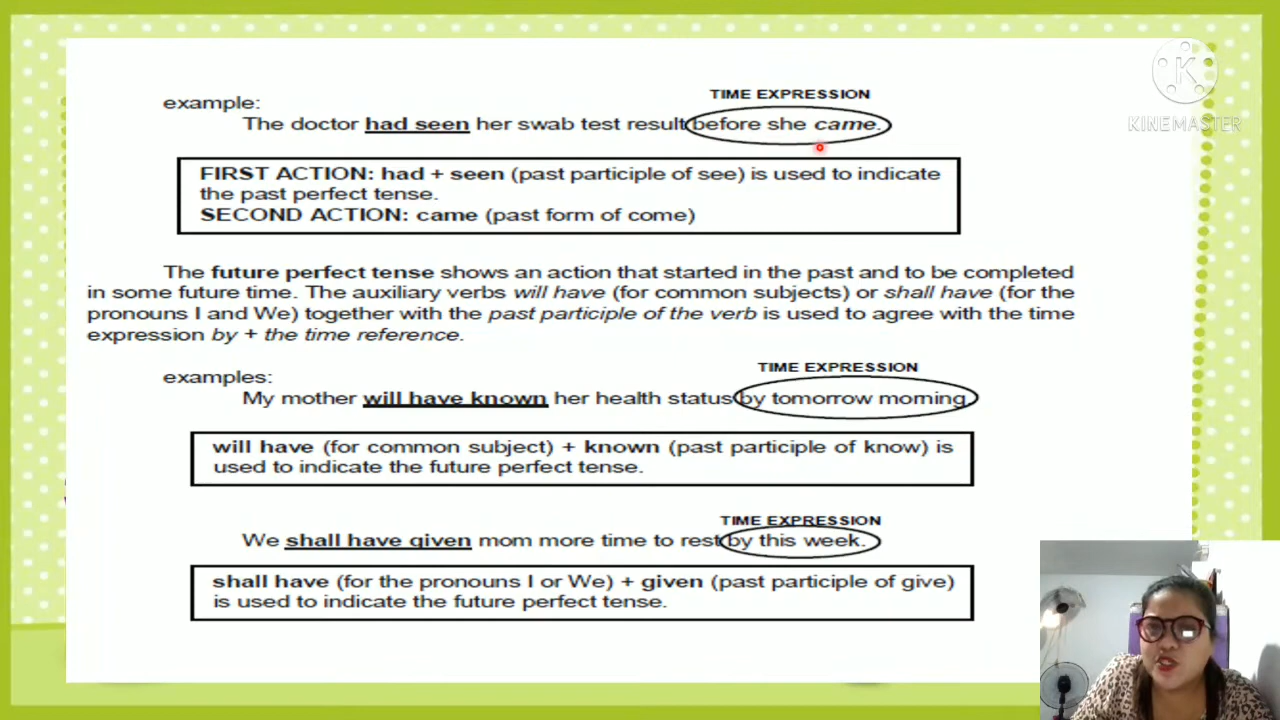 TIME EXPRESSION
example:
The doctor had seen her swab test result before she came.
FIRST ACTION: had + seen (past participle of see) is used to indicate
the past perfect tense.
SECOND ACTION: came (past form of come)
The future perfect tense shows an action that started in the past and to be completed
in some future time. The auxiliary verbs will have (for common subjects) or shall have (for the
pronouns I and We) together with the past participle of the verb is used to agree with the time
expression by + the time reference.
TIME EXPRESSION
examples:
My mother will have known her health status by tomorrow morning.
will have (for common subject) + known (past participle of know) is
used to indicate the future perfect tense.
TIME EXPRESSION
We shall have given mom more time to rest by this week.
shall have (for the pronouns I or We) + given (past participle of give)
is used to indicate the future perfect tense.
K
KINEMASTER